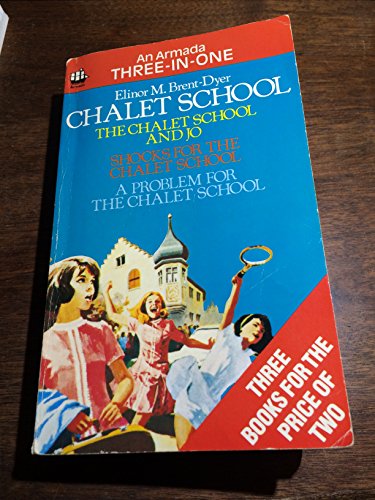 An Armada
THREE-IN-ONE
Elinor M. Brent-Dyer
CHALET SCHOOL
THE CHALET SCHOOL
AND JO
SHOCKS FOR THE
CHALET SCHOOL
A PROBLEM FOR
THE CHALET SCHOOL
THREE
BOOKS FOR THE
PRICE OF
TWO